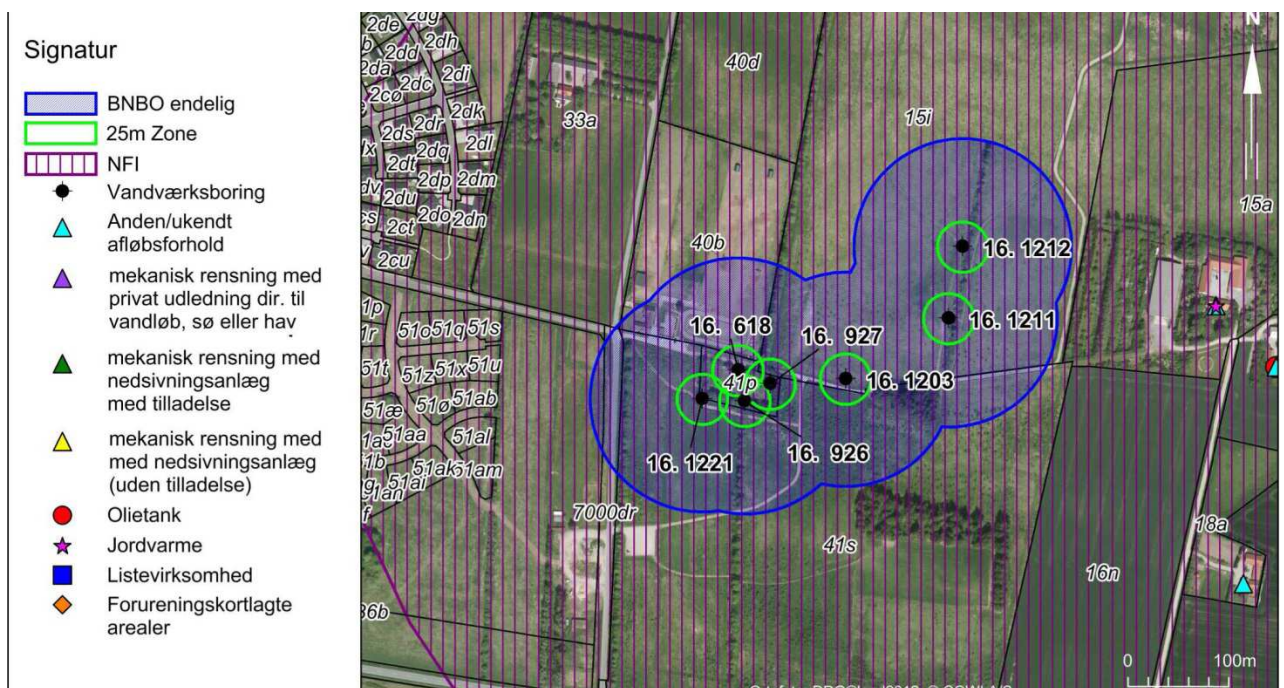 Signatur
BNBO endelig
25m Zone
NFI
Vandværksboring
Anden/ukendt
afløbsforhold
mekanisk rensning med
privat udledning dir. til
vandløb, sø eller hav
mekanisk rensning med
nedsivningsanlæg
med tilladelse
mekanisk rensning med
med nedsivningsanlæg
(uden tilladelse)
Olietank
Jordvarme
Listevirksomhed
Forureningskortlagte
arealer
2dg
2de
2dh
2dd
2da
2di
2dc
2cø
2dk
2dr
2ds
2dl
2dq
2dt
2dm
2dp
2du
2dn
2do
2ct
2cu
33a
40d
15i
N
15a
40b
16. 1212
16. 1211
16. 618
16. 927
16. 1203
41p
16. 1221
16. 926
51o
51q
51s
51t
51z
51x
51u
51æ
51ø
51ab
51aa
51al
51ak
51am
51ai
7000dr
41s
16n
18a
36b
0 100m